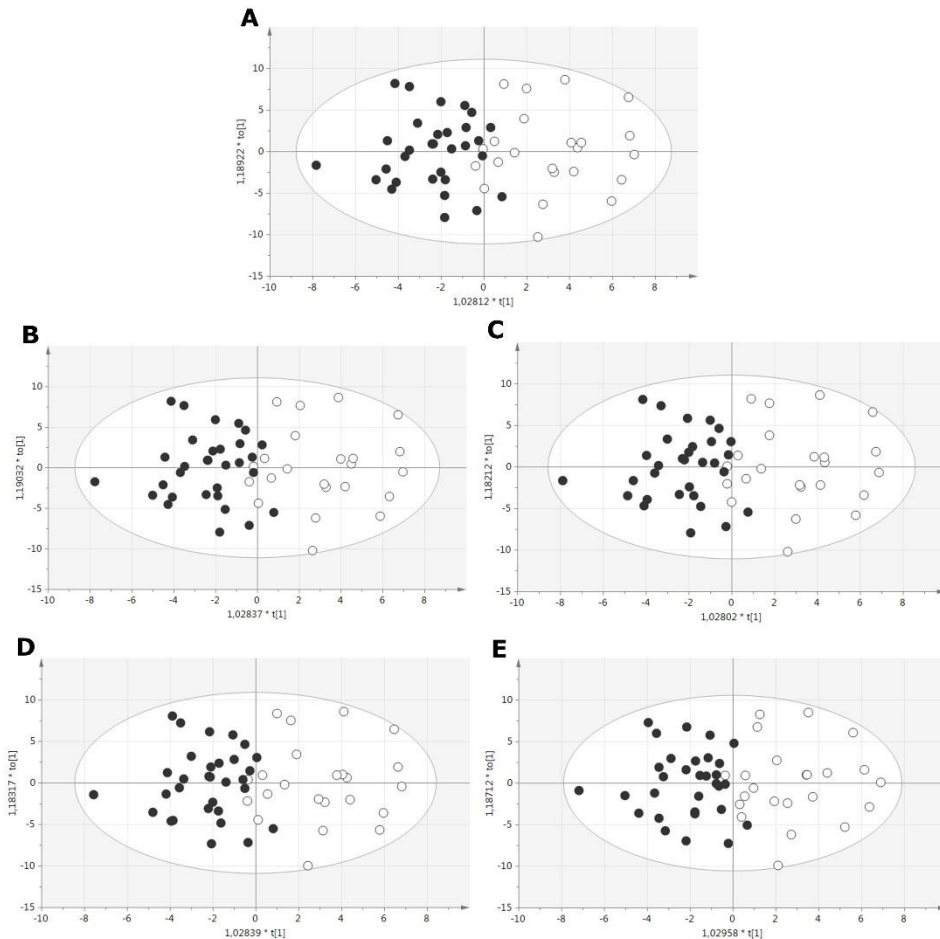 A
10
5
0
-5
-10
-15
-10 -8 -6 -4 -2 0 2 4 6 8
1,18922 * to[1]
1,02812 * t[1]
B
10
5
0
-5
-10
-15
-10 -8 -6 -4 -2 0 2 4 6 8
1,19032 * to[1]
1,02837 * t[1]
C
10
5
0
-5
-10
-15
-10 -8 -6 -4 -2 0 2 4 6 8
1,18212 * to[1]
1,02802 * t[1]
D
10
5
0
-5
-10
-15
-10 -8 -6 -4 -2 0 2 4 6 8
1,18317 * to[1]
1,02839 * t[1]
E
10
5
0
-5
-10
-15
-10 -8 -6 -4 -2 0 2 4 6 8
1,18712 * to[1]
1,02958 * t[1]